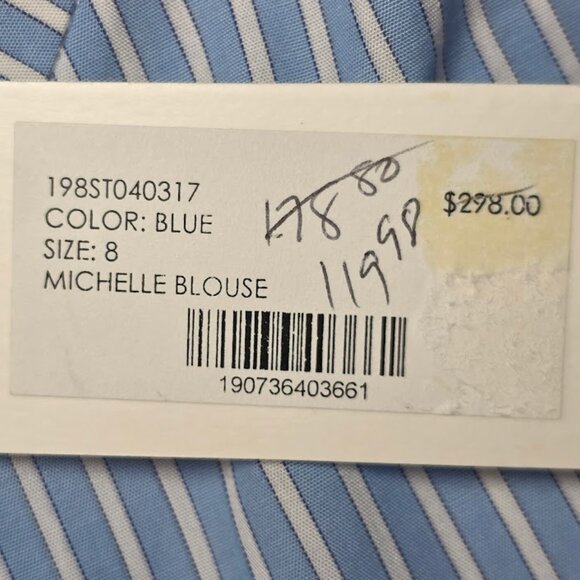 198ST040317
COLOR: BLUE
SIZE: 8
MICHELLE BLOUSE
178 80
119 98
$298.00
190736403661